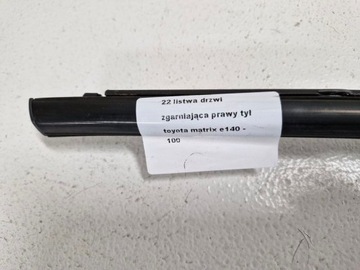 22 listwa drzwi
zgarniająca prawy tył
toyota matrix e140 -
100